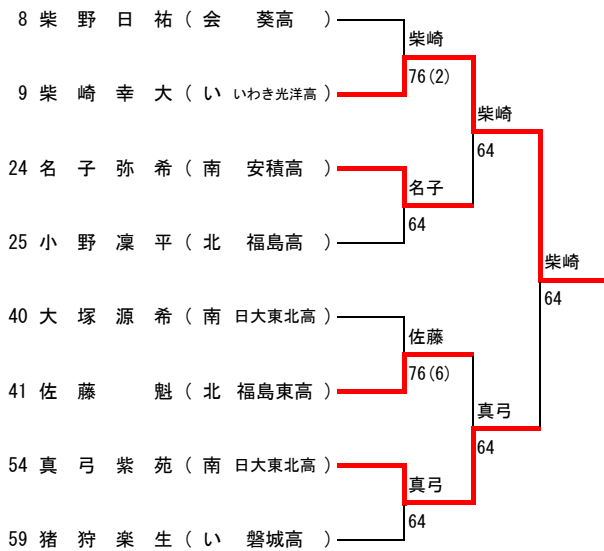 8 柴 野 日 祐 ( 会 葵高 )
柴崎
76(2)
9 柴 崎 幸 大 ( い いわき光洋高 )
柴崎
64
24 名 子 弥 希 ( 南 安積高 )
名子
64
25 小 野 凜 平 ( 北 福島高 )
柴崎
64
40 大 塚 源 希 ( 南 日大東北高 )
佐藤
76(6)
41 佐 藤 魁 ( 北 福島東高 )
真弓
64
54 真 弓 紫 苑 ( 南 日大東北高 )
真弓
64
59 猪 狩 楽 生 ( い 磐城高 )